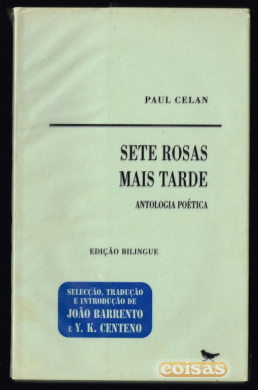 PAUL CELAN
SETE ROSAS
MAIS TARDE
ANTOLOGIA POÉTICA
EDIÇÃO BILINGUE
SELECÇÃO, TRADUÇÃO
E INTRODUÇÃO DE
JOÃO BARRENTO
E Y. K. CENTENO
coisas